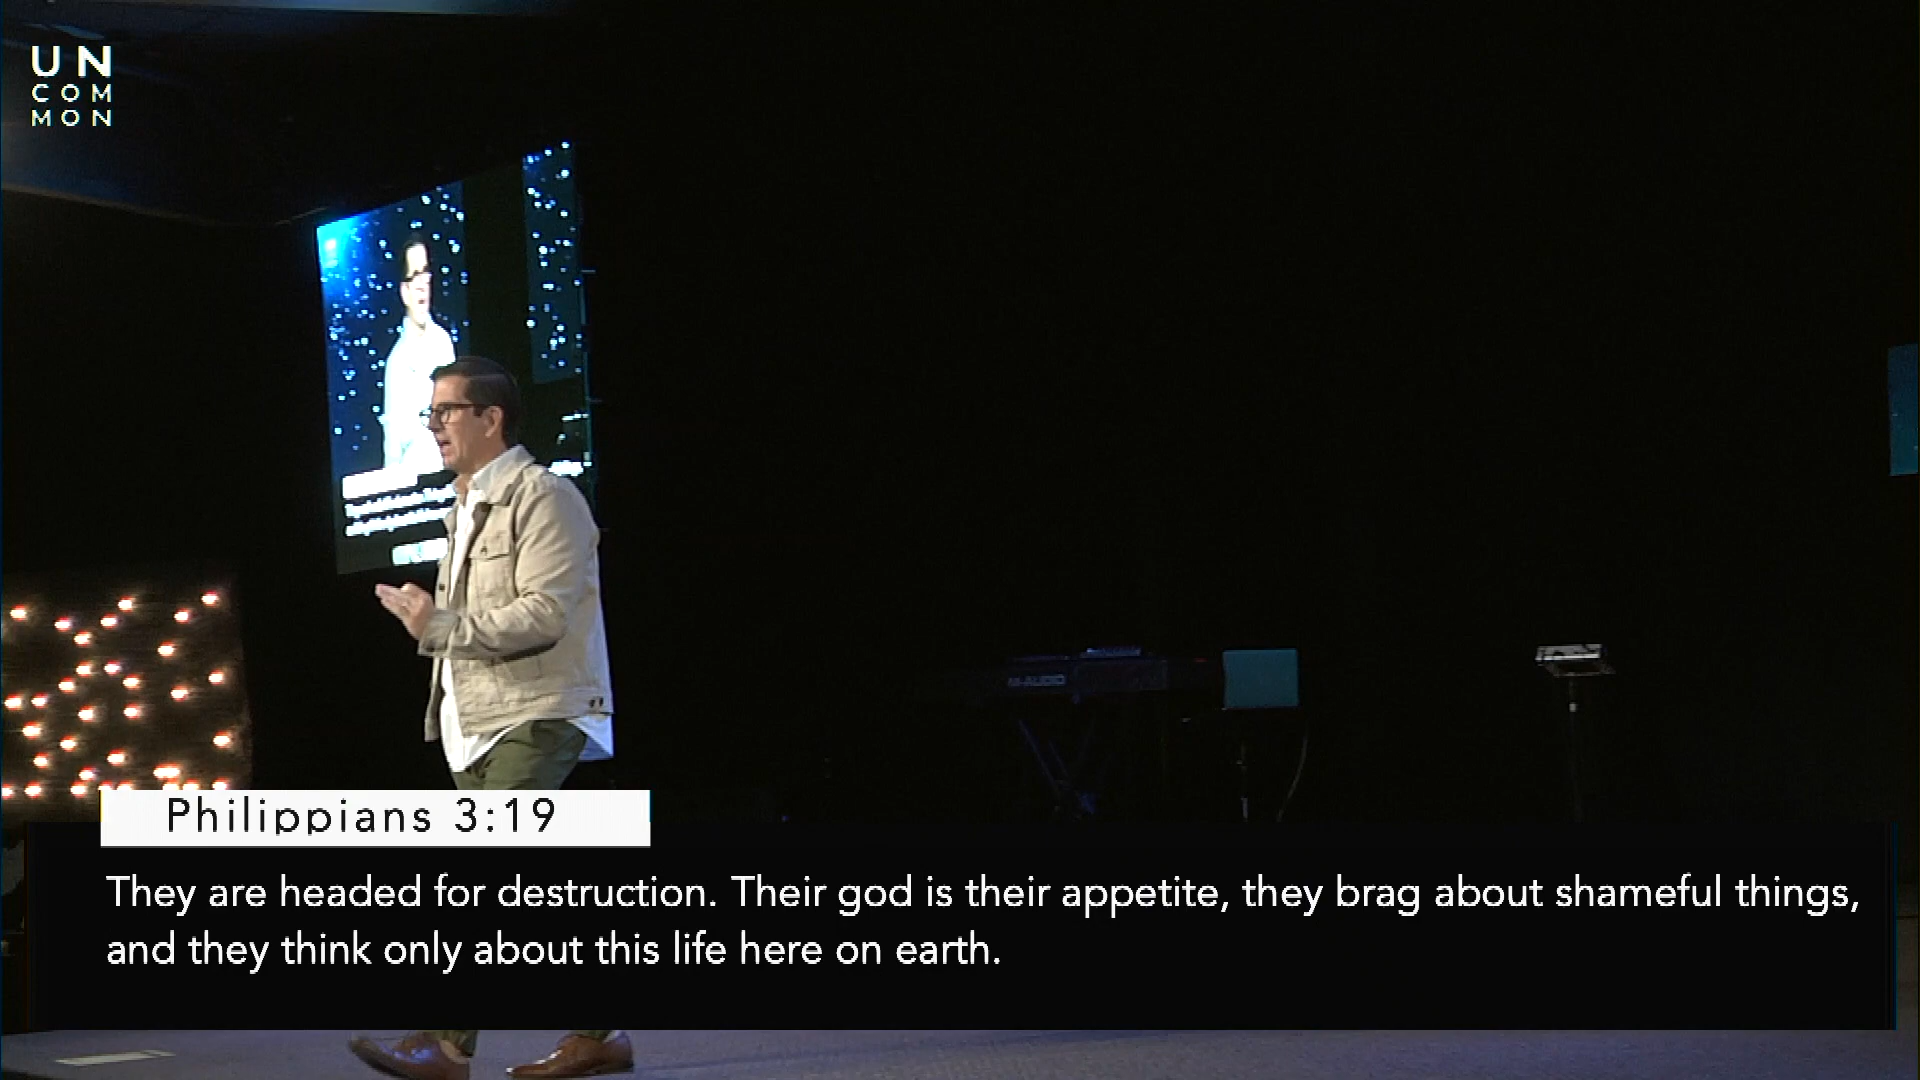 UN
COM
MON
M-AUDIO
Philippians 3:19
They are headed for destruction. Their god is their appetite, they brag about shameful things,
and they think only about this life here on earth.